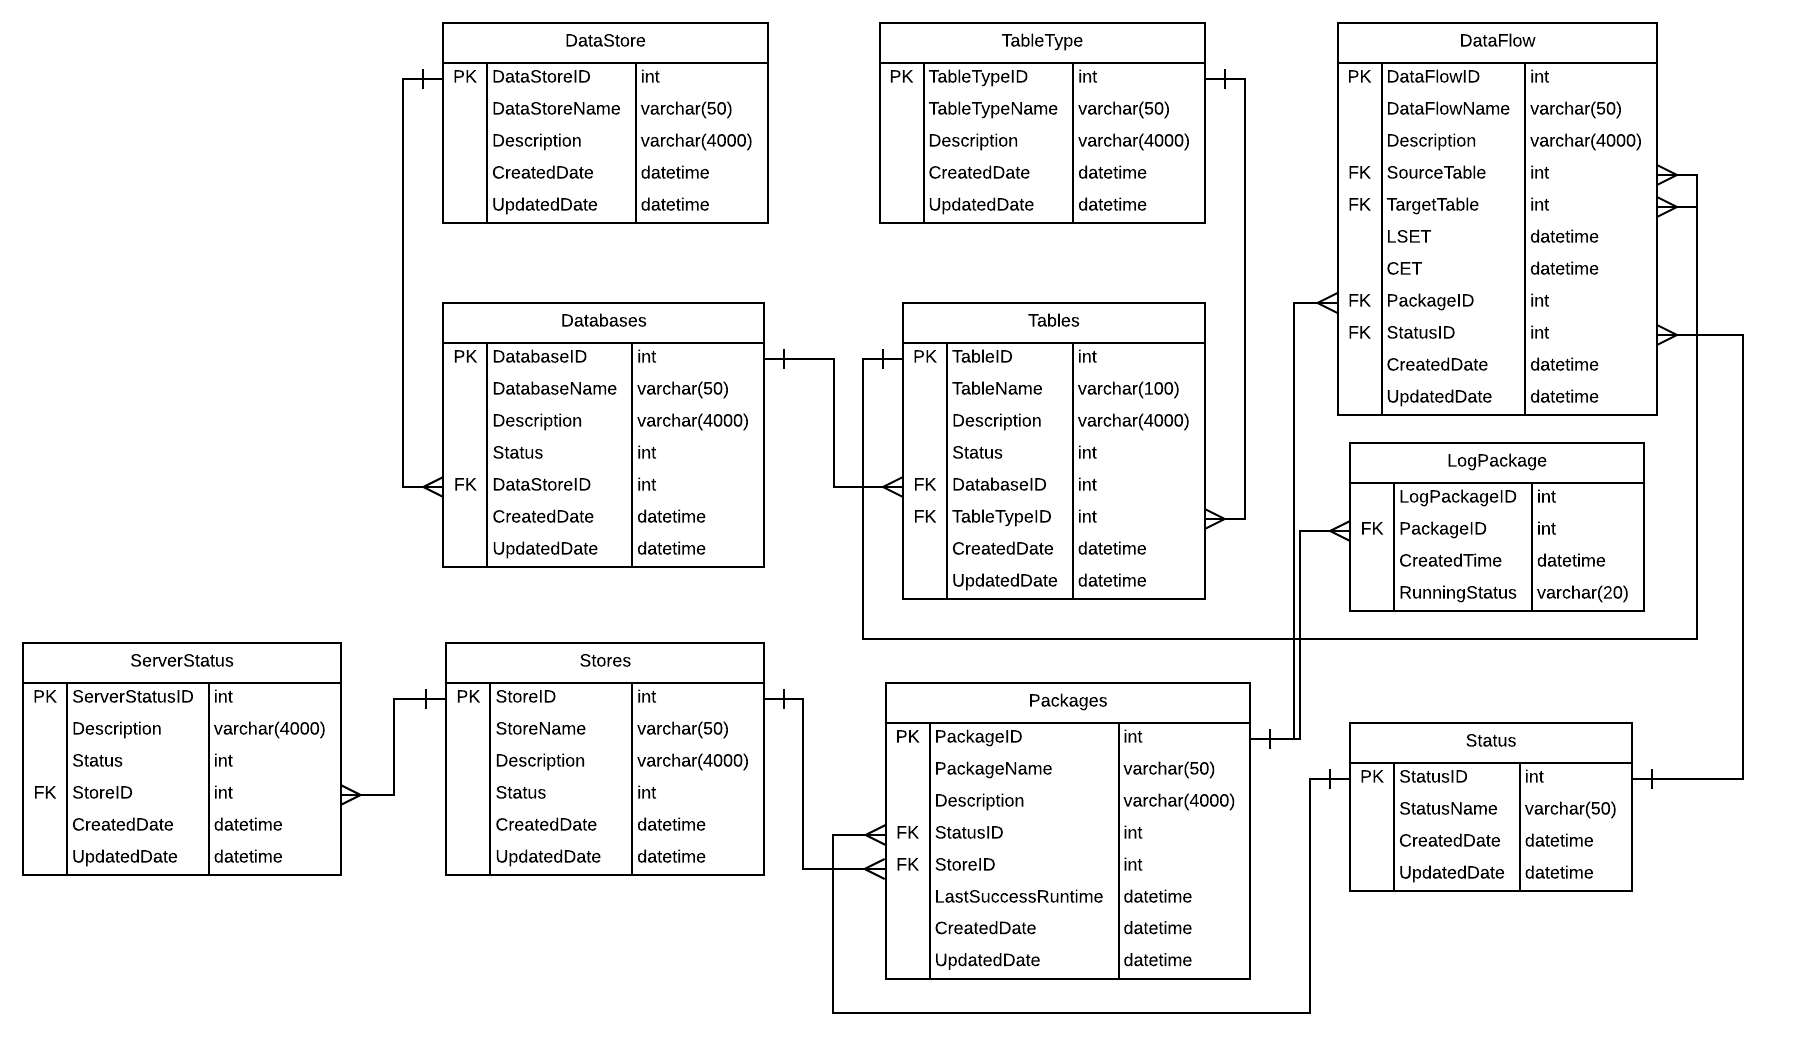 DataStore
PK DataStoreID int
DataStoreName varchar(50)
Description varchar(4000)
CreatedDate datetime
UpdatedDate datetime
TableType
PK TableTypeID int
TableTypeName varchar(50)
Description varchar(4000)
CreatedDate datetime
UpdatedDate datetime
DataFlow
PK DataFlowID int
DataFlowName varchar(50)
Description varchar(4000)
FK SourceTable int
FK TargetTable int
LSET datetime
CET datetime
FK PackageID int
FK StatusID int
CreatedDate datetime
UpdatedDate datetime
Databases
PK DatabaseID int
DatabaseName varchar(50)
Description varchar(4000)
Status int
FK DataStoreID int
CreatedDate datetime
UpdatedDate datetime
Tables
PK TableID int
TableName varchar(100)
Description varchar(4000)
Status int
FK DatabaseID int
FK TableTypeID int
CreatedDate datetime
UpdatedDate datetime
LogPackage
LogPackageID int
FK PackageID int
CreatedTime datetime
RunningStatus varchar(20)
ServerStatus
PK ServerStatusID int
Description varchar(4000)
Status int
FK StoreID int
CreatedDate datetime
UpdatedDate datetime
Stores
PK StoreID int
StoreName varchar(50)
Description varchar(4000)
Status int
CreatedDate datetime
UpdatedDate datetime
Packages
PK PackageID int
PackageName varchar(50)
Description varchar(4000)
FK StatusID int
FK StoreID int
LastSuccessRuntime datetime
CreatedDate datetime
UpdatedDate datetime
Status
PK StatusID int
StatusName varchar(50)
CreatedDate datetime
UpdatedDate datetime